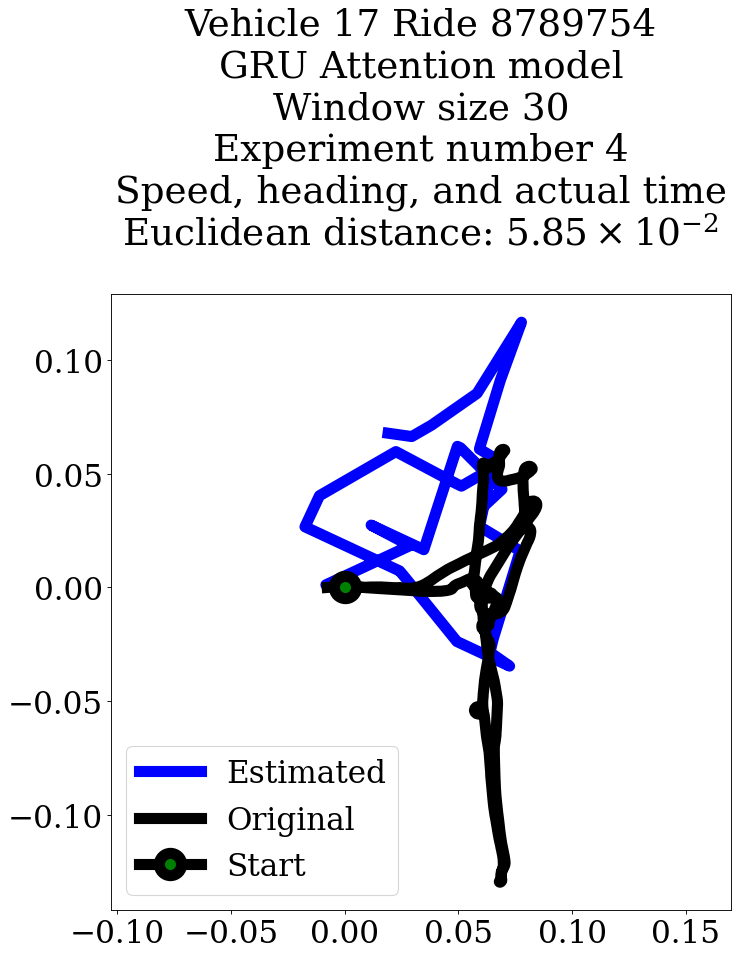 Vehicle 17 Ride 8789754
GRU Attention model
Window size 30
Experiment number 4
Speed, heading, and actual time
Euclidean distance: 5.85 × 10⁻²
0.10
0.05
0.00
−0.05
−0.10
Estimated
Original
Start
−0.10 −0.05 0.00 0.05 0.10 0.15